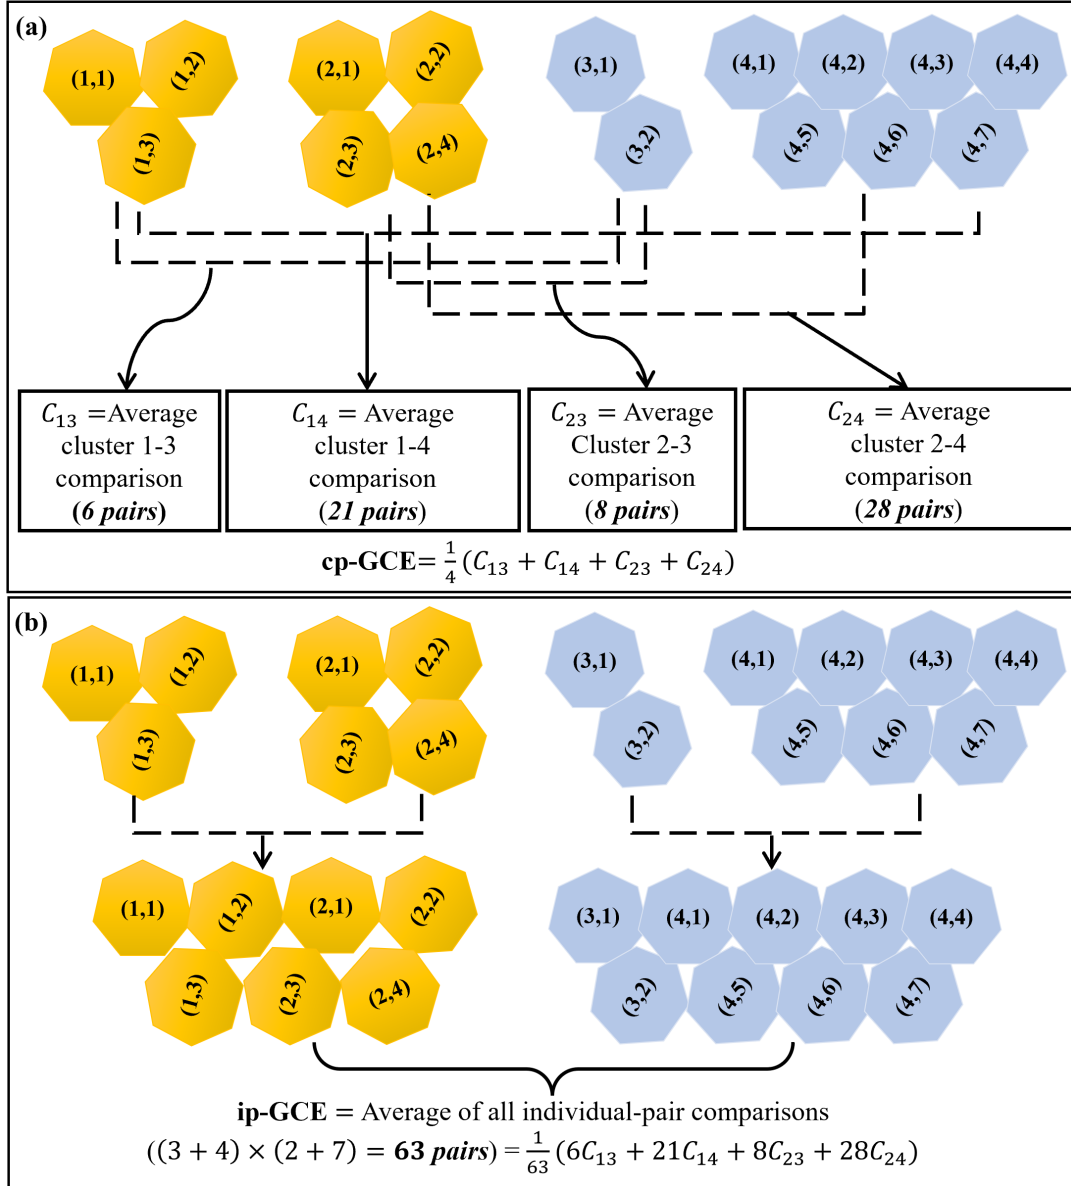 (a)
(1,1) (1,2) (2,1) (2,2) (3,1) (4,1) (4,2) (4,3) (4,4)
(1,3) (2,3) (2,4) (3,2) (4,5) (4,6) (4,7)
C₁₃ =Average
cluster 1-3
comparison
(6 pairs)
C₁₄ = Average
cluster 1-4
comparison
(21 pairs)
C₂₃ =Average
Cluster 2-3
comparison
(8 pairs)
C₂₄ = Average
cluster 2-4
comparison
(28 pairs)
cp-GCE= 1/4 (C₁₃ + C₁₄ + C₂₃ + C₂₄)
(b)
(1,1) (1,2) (2,1) (2,2) (3,1) (4,1) (4,2) (4,3) (4,4)
(1,3) (2,3) (2,4) (3,2) (4,5) (4,6) (4,7)
(1,1) (1,2) (2,1) (2,2) (3,1) (4,1) (4,2) (4,3) (4,4)
(1,3) (2,3) (2,4) (3,2) (4,5) (4,6) (4,7)
ip-GCE = Average of all individual-pair comparisons
((3 + 4) × (2 + 7) = 63 pairs) = 1/63 (6C₁₃ + 21C₁₄ + 8C₂₃ + 28C₂₄)